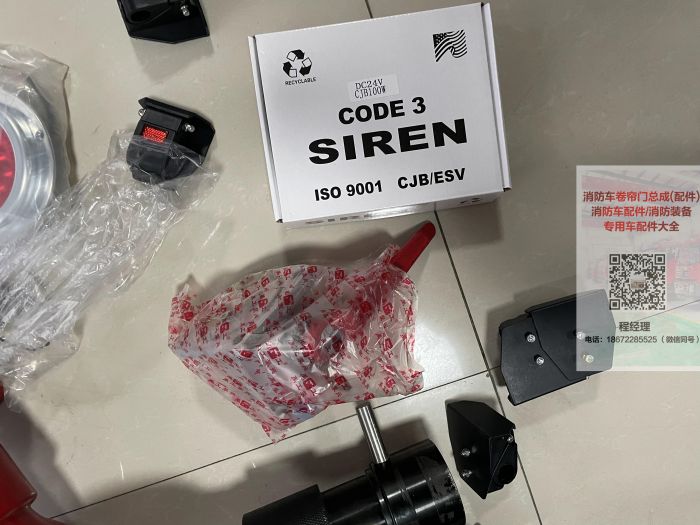 RECYCLABLE
DC24V
CJB100W
CODE 3
SIREN
ISO 9001 CJB/ESV
消防车卷帘门总成(配件)
消防车配件/消防装备
专用车配件大全
程经理
电话：18672285525（微信同号）